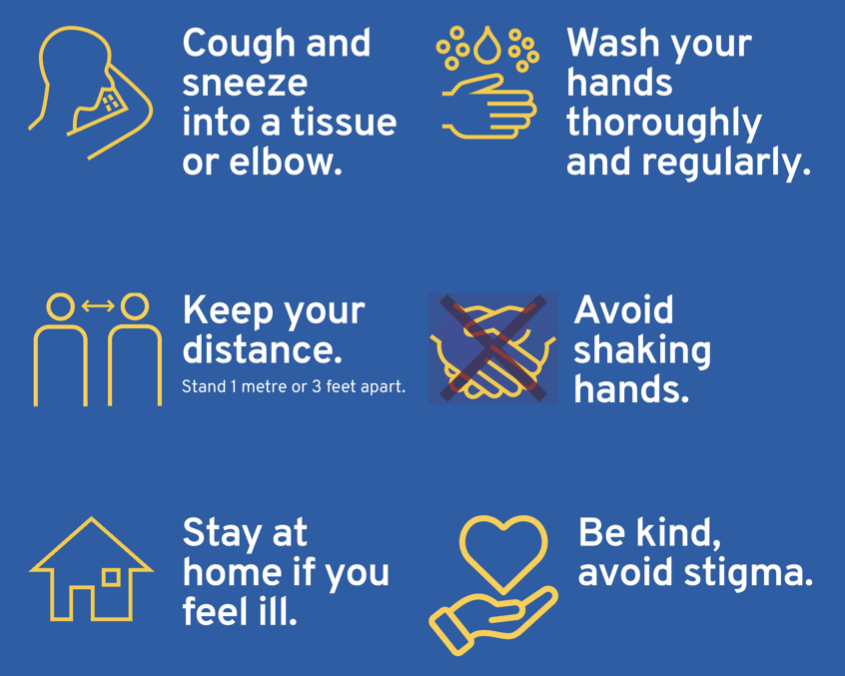 Cough and
sneeze
into a tissue
or elbow.
Wash your
hands
thoroughly
and regularly.
Keep your
distance.
Stand 1 metre or 3 feet apart.
Avoid
shaking
hands.
Stay at
home if you
feel ill.
Be kind,
avoid stigma.